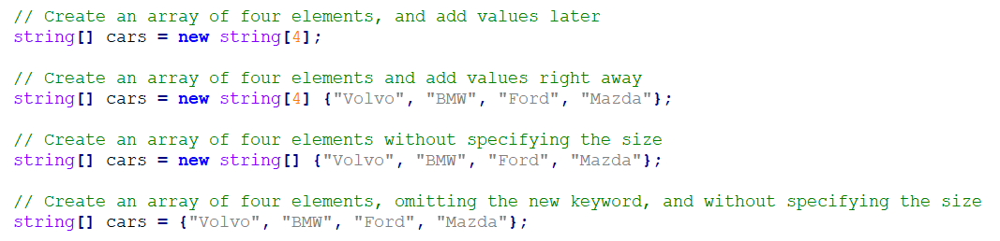 // Create an array of four elements, and add values later
string[] cars = new string[4];
// Create an array of four elements and add values right away
string[] cars = new string[4] {"Volvo", "BMW", "Ford", "Mazda"};
// Create an array of four elements without specifying the size
string[] cars = new string[] {"Volvo", "BMW", "Ford", "Mazda"};
// Create an array of four elements, omitting the new keyword, and without specifying the size
string[] cars = {"Volvo", "BMW", "Ford", "Mazda"};